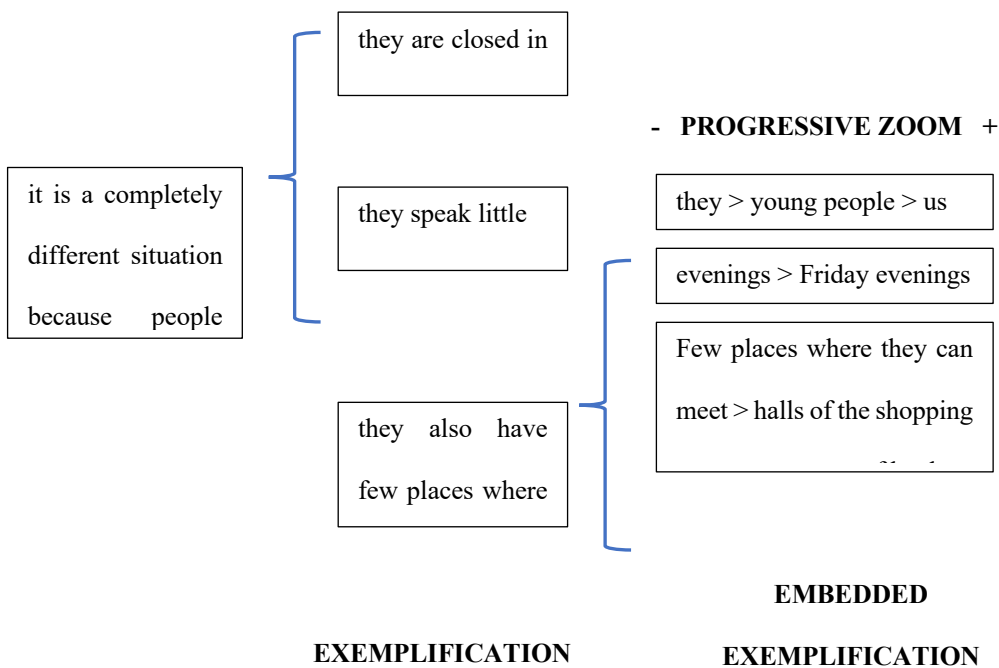 it is a completely
different situation
because people
they are closed in
they speak little
they also have
few places where
- PROGRESSIVE ZOOM +
they > young people > us
evenings > Friday evenings
Few places where they can
meet > halls of the shopping
EXEMPLIFICATION
EMBEDDED
EXEMPLIFICATION